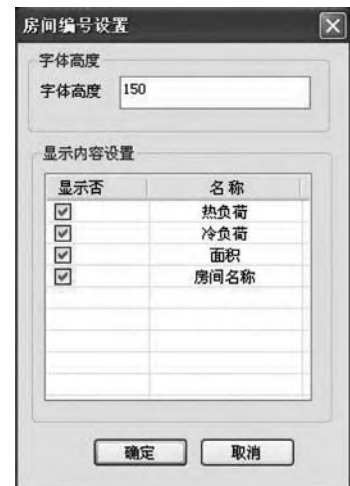 房间编号设置
字体高度
字体高度 150
显示内容设置
显示否 名称
热负荷
冷负荷
面积
房间名称
确定 取消